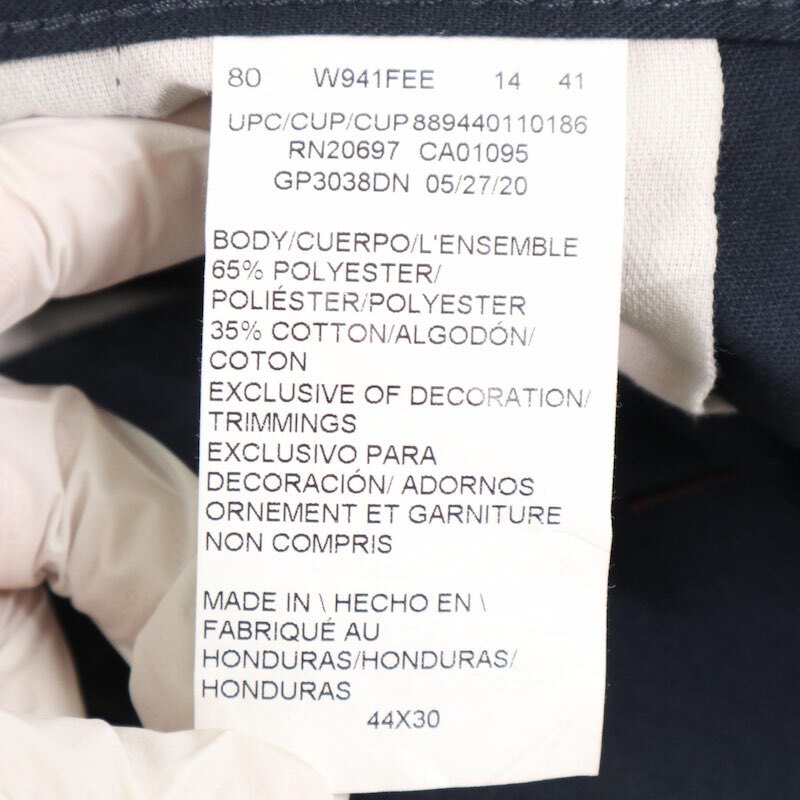 80 W941FEE 14 41
UPC/CUP/CUP889440110186
RN20697 CA01095
GP3038DN 05/27/20
BODY/CUERPO/L'ENSEMBLE
65% POLYESTER/
POLIÉSTER/POLYESTER
35% COTTON/ALGODÓN/
COTON
EXCLUSIVE OF DECORATION/
TRIMMINGS
EXCLUSIVO PARA
DECORACIÓN/ ADORNOS
ORNEMENT ET GARNITURE
NON COMPRIS
MADE IN \ HECHO EN \
FABRIQUÉ AU
HONDURAS/HONDURAS/
HONDURAS
44X30